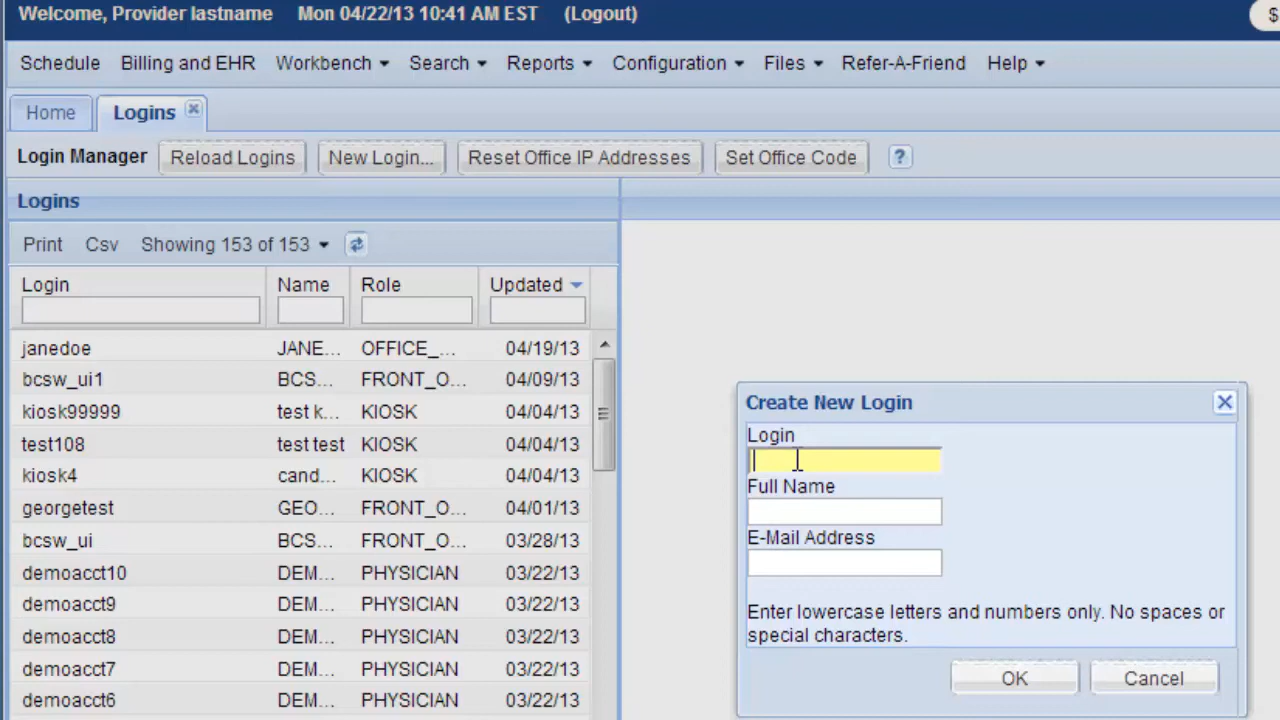 Welcome, Provider lastname Mon 04/22/13 10:41 AM EST (Logout) $
Schedule Billing and EHR Workbench Search Reports Configuration Files Refer-A-Friend Help
Home Logins
Login Manager Reload Logins New Login... Reset Office IP Addresses Set Office Code ?
Logins
Print Csv Showing 153 of 153
Login Name Role Updated
janedoe JANE... OFFICE_... 04/19/13
bcsw_ui1 BCS... FRONT_O... 04/09/13
kiosk99999 test k... KIOSK 04/04/13
test108 test test KIOSK 04/04/13
kiosk4 cand... KIOSK 04/04/13
georgetest GEO... FRONT_O... 04/01/13
bcsw_ui BCS... FRONT_O... 03/28/13
demoacct10 DEM... PHYSICIAN 03/22/13
demoacct9 DEM... PHYSICIAN 03/22/13
demoacct8 DEM... PHYSICIAN 03/22/13
demoacct7 DEM... PHYSICIAN 03/22/13
demoacct6 DEM... PHYSICIAN 03/22/13
Create New Login
Login
Full Name
E-Mail Address
Enter lowercase letters and numbers only. No spaces or
special characters.
OK Cancel